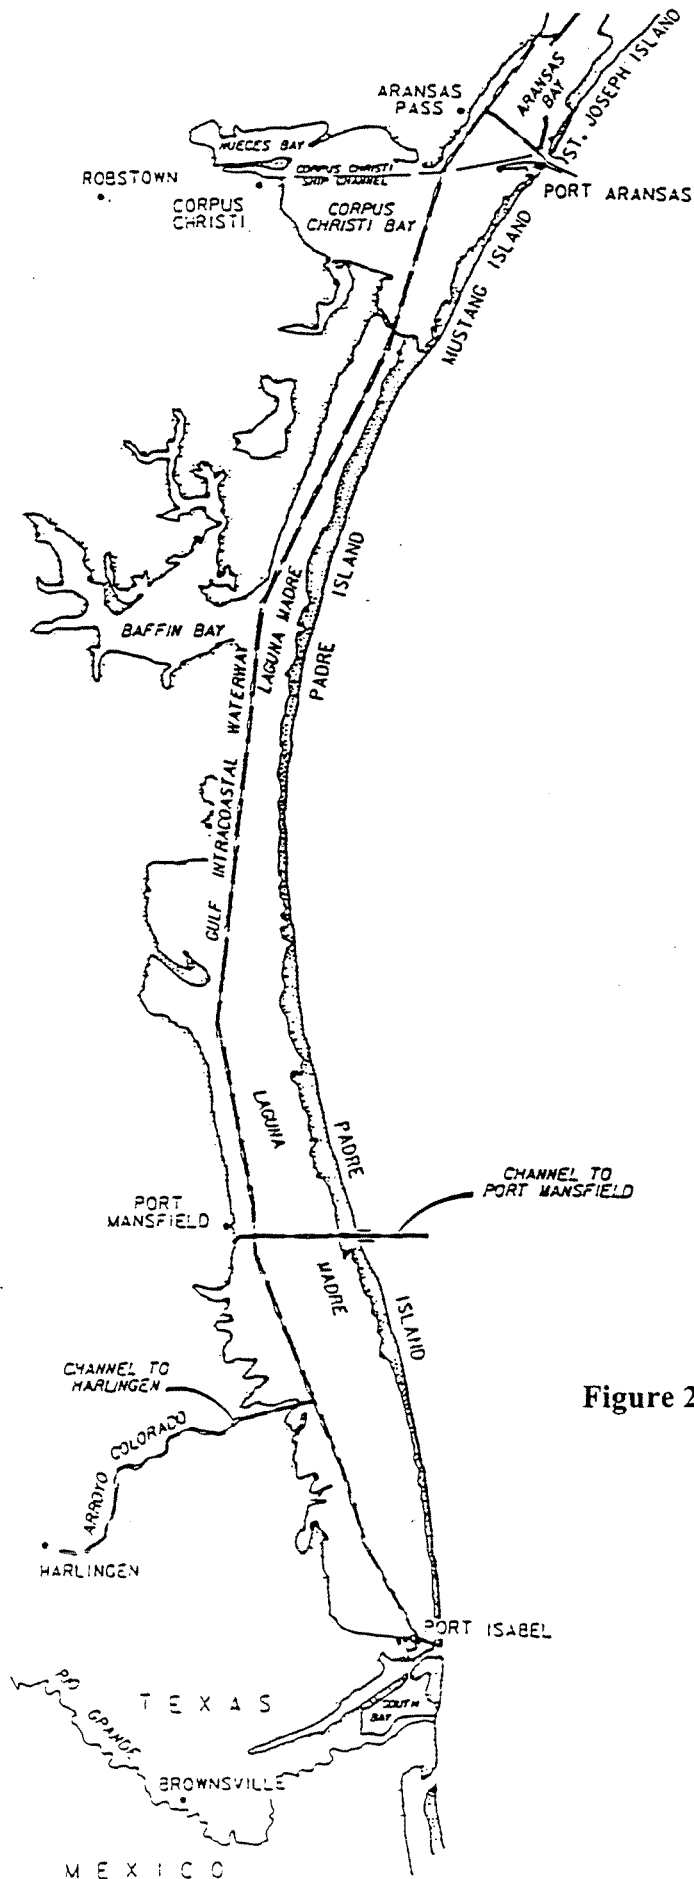 ST. JOSEPH ISLAND
ARANSAS
BAY
ARANSAS
PASS
NUECES BAY
CORPUS CHRISTI
SHIP CHANNEL
ROBSTOWN
PORT ARANSAS
CORPUS
CHRISTI
CORPUS
CHRISTI BAY
MUSTANG ISLAND
PADRE ISLAND
LAGUNA MADRE
BAFFIN BAY
GULF INTRACOASTAL WATERWAY
LAGUNA
MADRE
PADRE
ISLAND
CHANNEL TO
PORT MANSFIELD
PORT
MANSFIELD
CHANNEL TO
HARLINGEN
Figure 2
ARROYO COLORADO
HARLINGEN
PORT ISABEL
TEXAS
SOUTH
BAY
RIO GRANDE
BROWNSVILLE
MEXICO